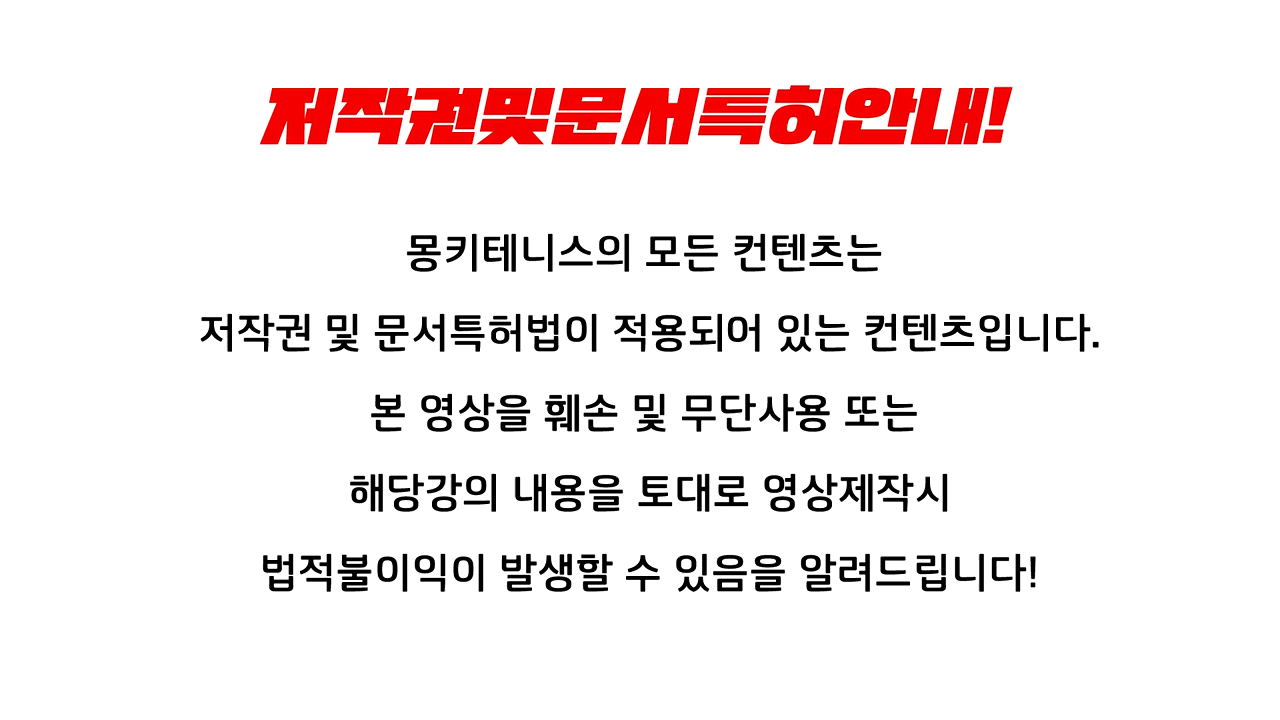 저작권및문서특허안내!
몽키테니스의 모든 컨텐츠는
저작권 및 문서특허법이 적용되어 있는 컨텐츠입니다.
본 영상을 훼손 및 무단사용 또는
해당강의 내용을 토대로 영상제작시
법적불이익이 발생할 수 있음을 알려드립니다!